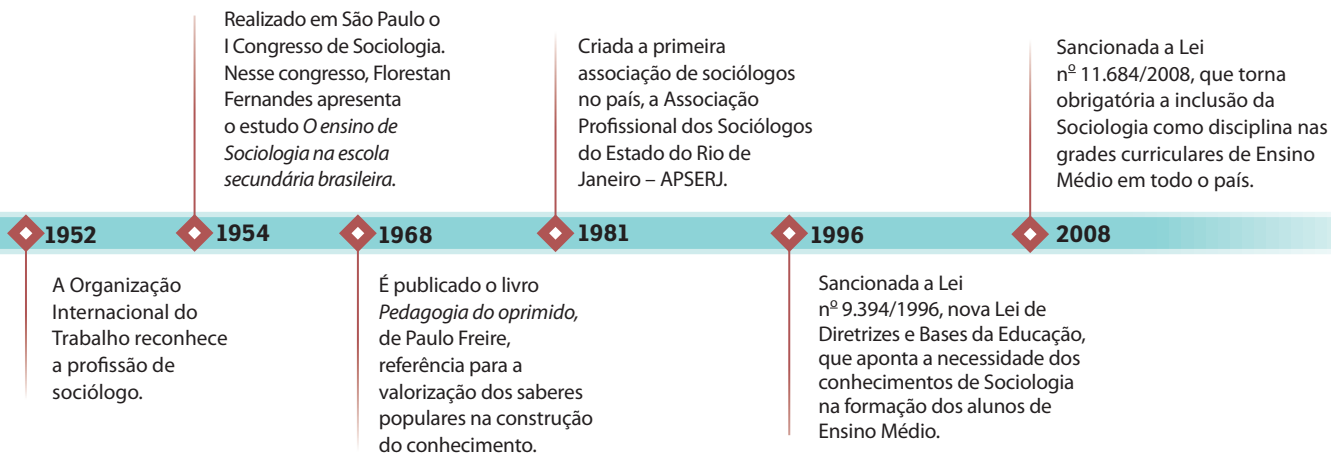 Realizado em São Paulo o
I Congresso de Sociologia.
Nesse congresso, Florestan
Fernandes apresenta
o estudo O ensino de
Sociologia na escola
secundária brasileira.
Criada a primeira
associação de sociólogos
no país, a Associação
Profissional dos Sociólogos
do Estado do Rio de
Janeiro – APSERJ.
Sancionada a Lei
nº 11.684/2008, que torna
obrigatória a inclusão da
Sociologia como disciplina nas
grades curriculares de Ensino
Médio em todo o país.
1952
1954
1968
1981
1996
2008
A Organização
Internacional do
Trabalho reconhece
a profissão de
sociólogo.
É publicado o livro
Pedagogia do oprimido,
de Paulo Freire,
referência para a
valorização dos saberes
populares na construção
do conhecimento.
Sancionada a Lei
nº 9.394/1996, nova Lei de
Diretrizes e Bases da Educação,
que aponta a necessidade dos
conhecimentos de Sociologia
na formação dos alunos de
Ensino Médio.